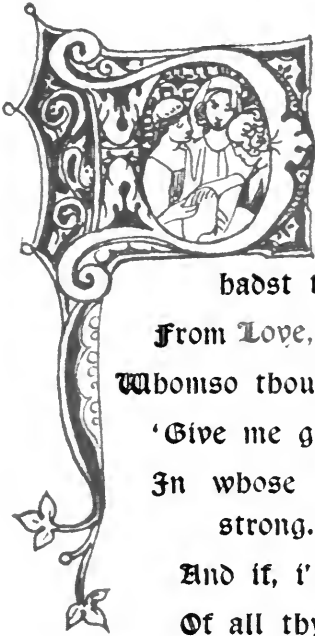 P
hadst t
From Love,
Whomso thou
'Give me g
In whose
strong.
And if, i'
Of all thy